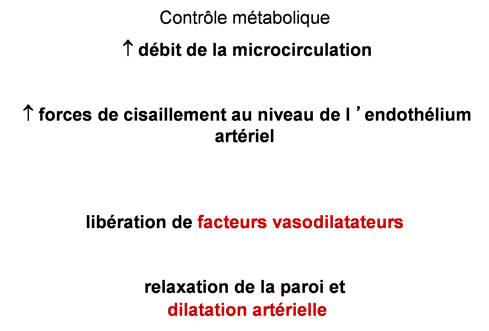 Contrôle métabolique
↑ débit de la microcirculation
↑ forces de cisaillement au niveau de l ’ endothélium
artériel
libération de facteurs vasodilatateurs
relaxation de la paroi et
dilatation artérielle